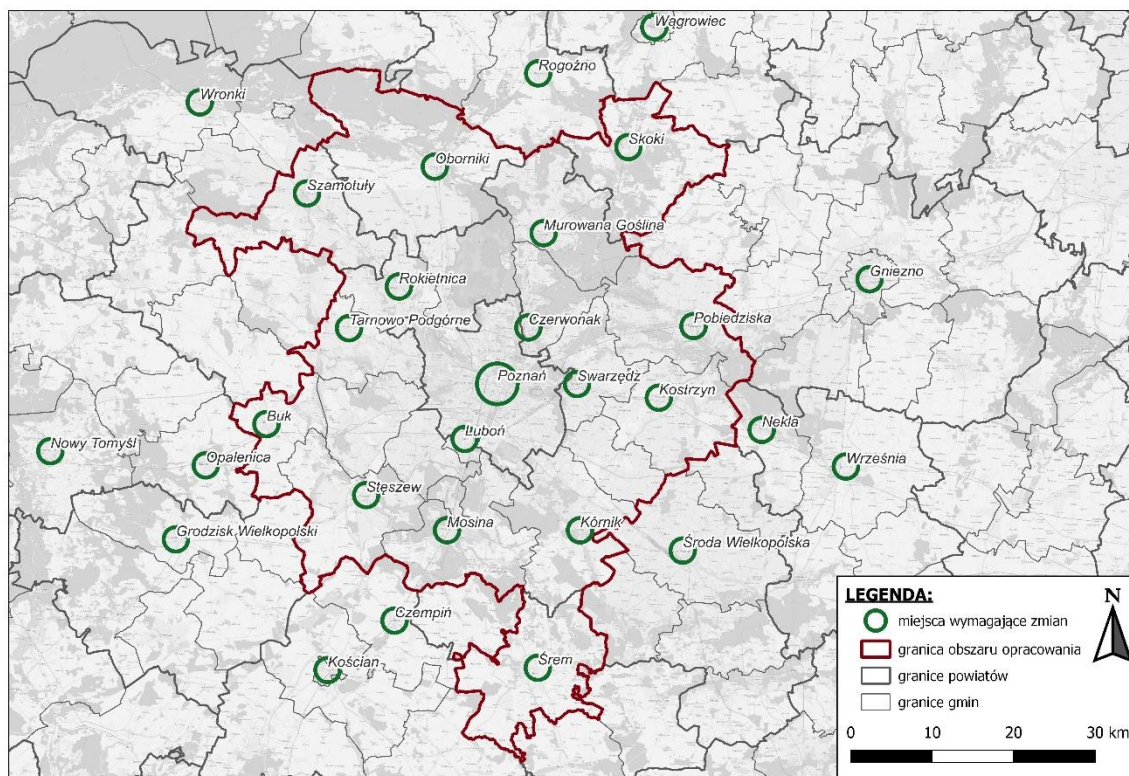 Wągrowiec
Rogoźno
Wronki
Skoki
Oborniki
Szamotuły
Murowana Goślina
Gniezno
Rokietnica
Tarnowo Podgórne
Czerwonak
Pobiedziska
Poznań
Swarzędz
Kostrzyn
Buk
Nekla
Nowy Tomyśl
Luboń
Opalenica
Września
Stęszew
Grodzisk Wielkopolski
Mosina
Kórnik
Środa Wielkopolska
Czempiń
Kościan
Śrem
LEGENDA:
N
miejsca wymagające zmian
granica obszaru opracowania
granice powiatów
granice gmin
0 10 20 30 km